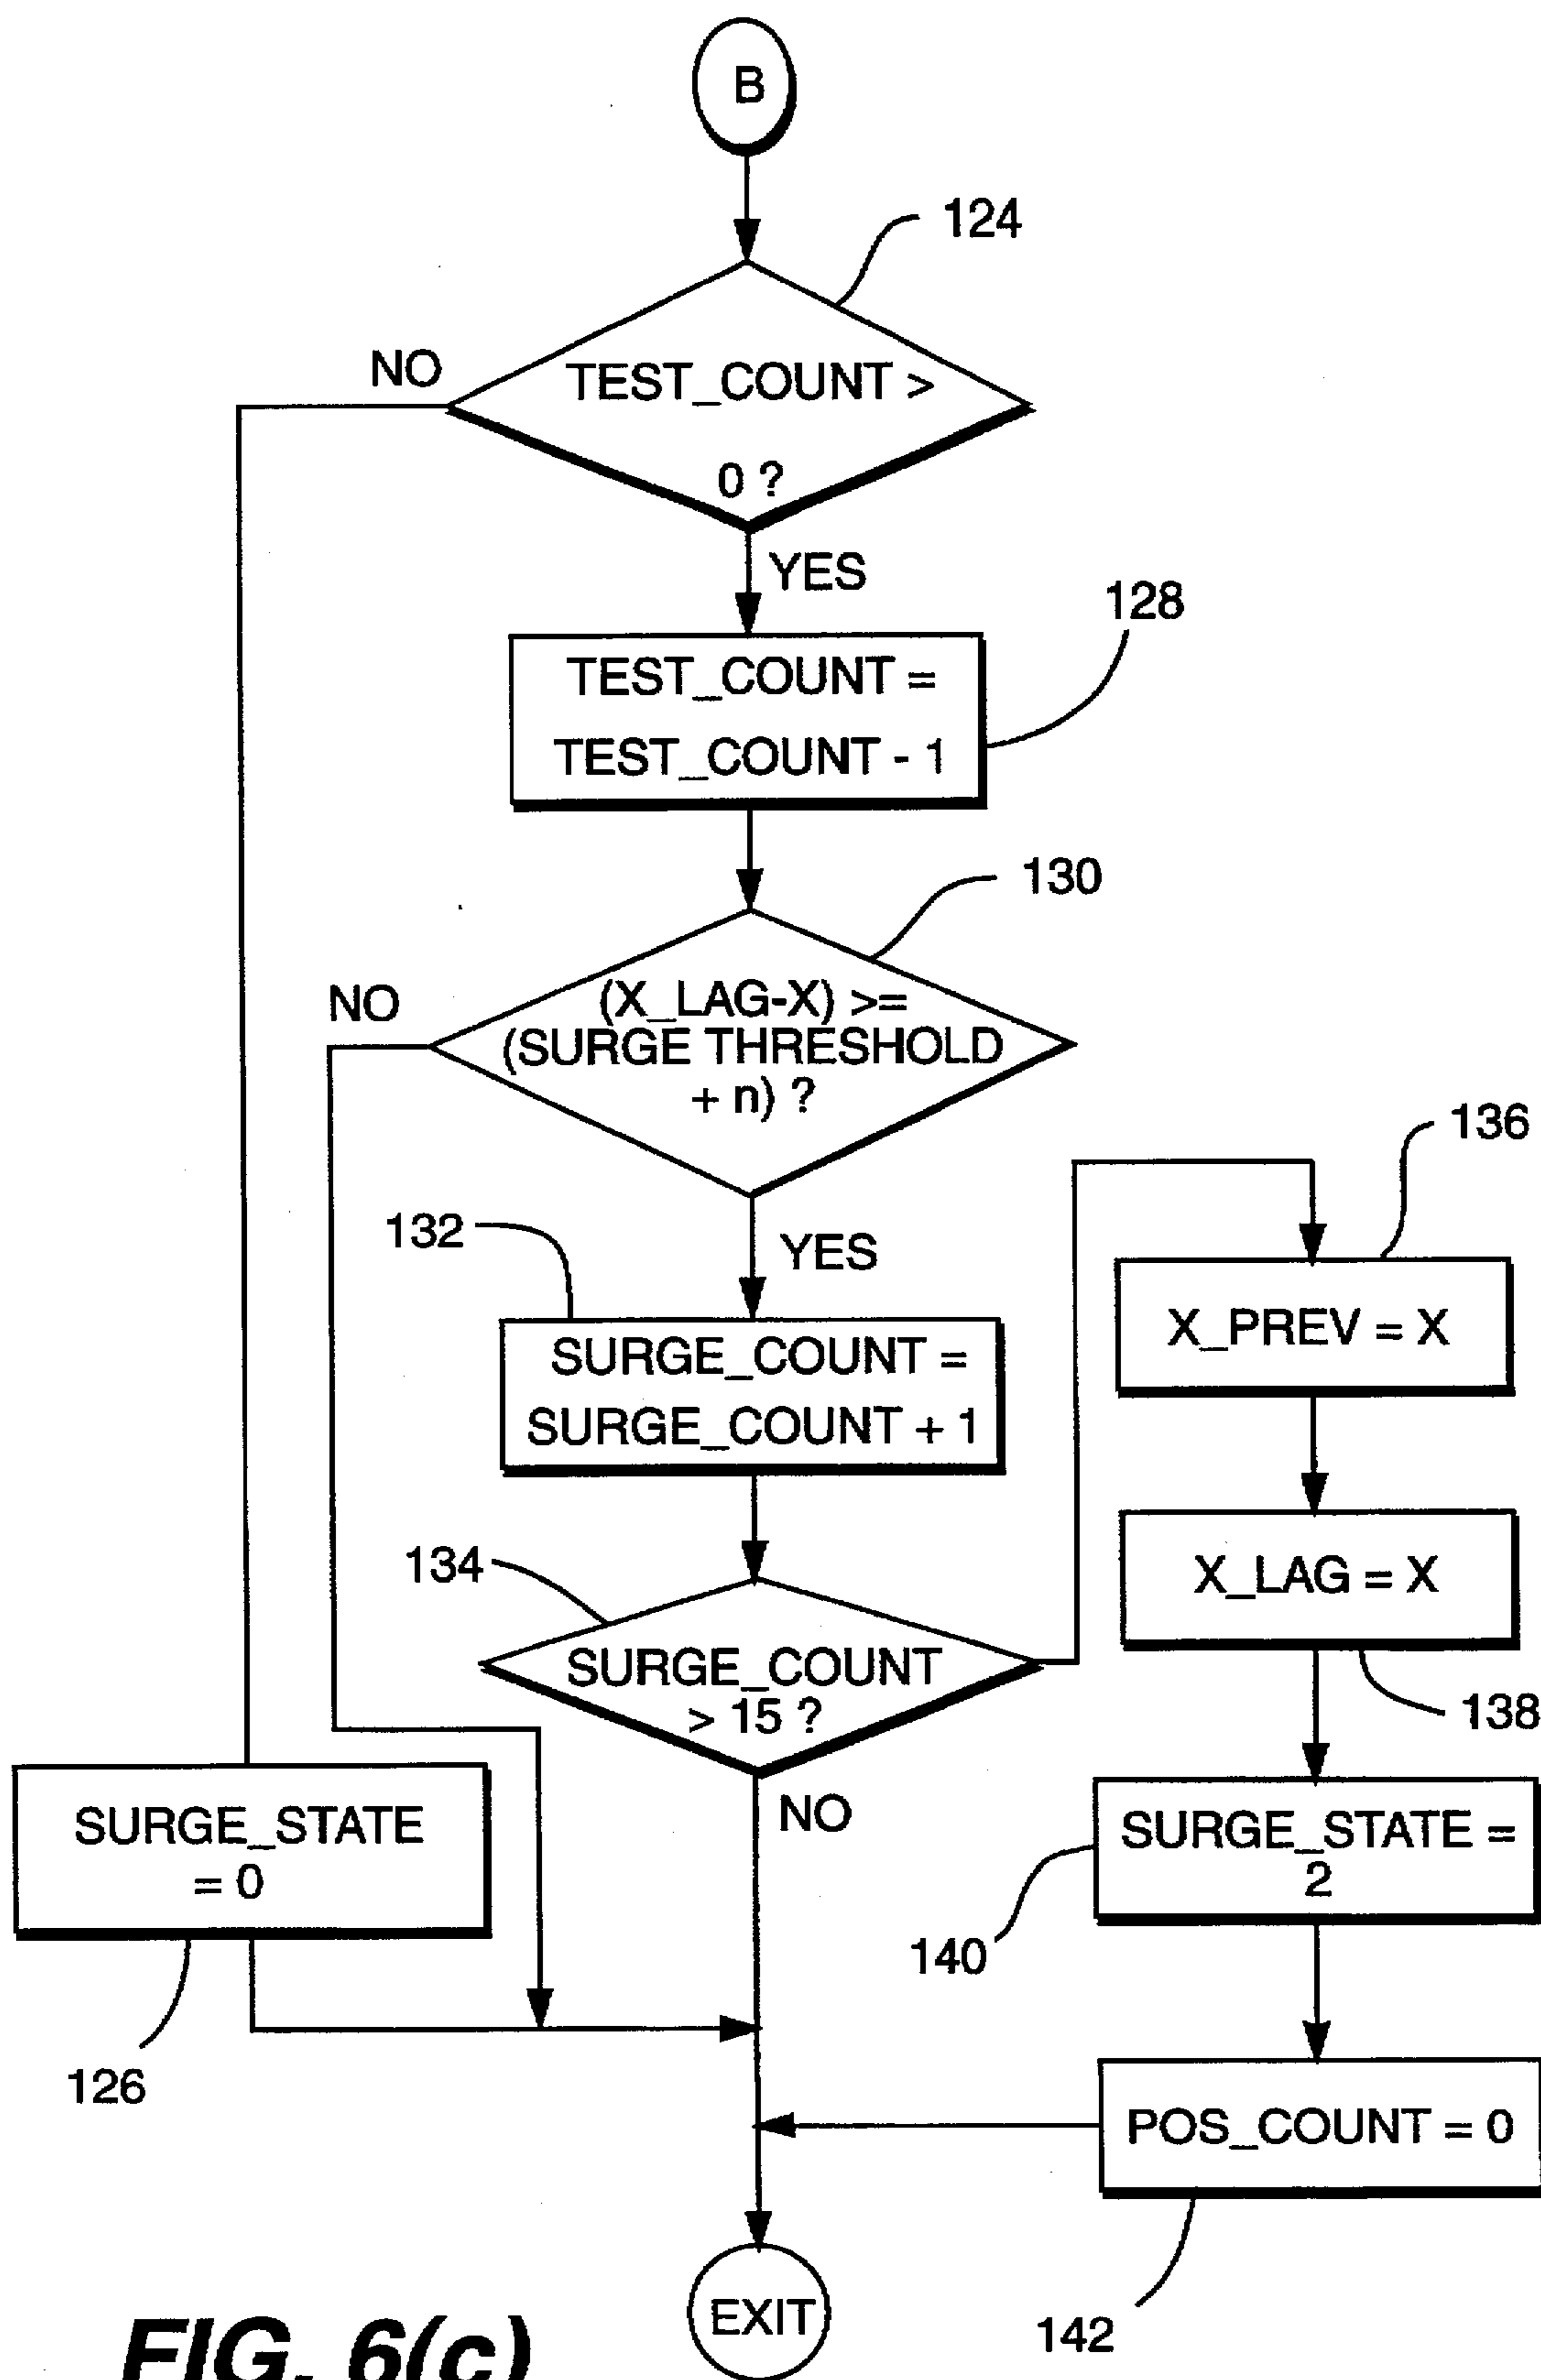 B
124
NO
TEST_COUNT >
0 ?
YES
128
TEST_COUNT =
TEST_COUNT - 1
130
NO
(X_LAG-X) >=
(SURGE THRESHOLD
+ n) ?
136
132
YES
X_PREV = X
SURGE_COUNT =
SURGE_COUNT + 1
134
X_LAG = X
SURGE_COUNT
> 15 ?
138
NO
SURGE_STATE
= 0
SURGE_STATE =
2
140
126
POS_COUNT = 0
EXIT
142
FIG. 6(c)